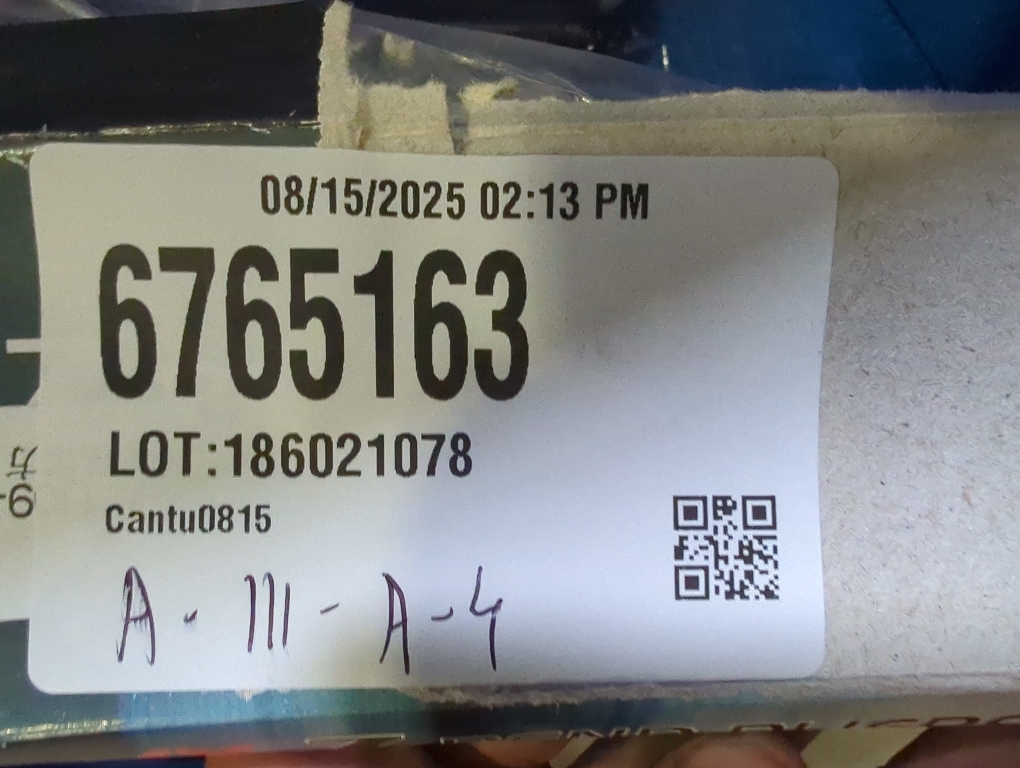 08/15/2025 02:13 PM
6765163
LOT:186021078
Cantu0815
A - 111 - A - 4